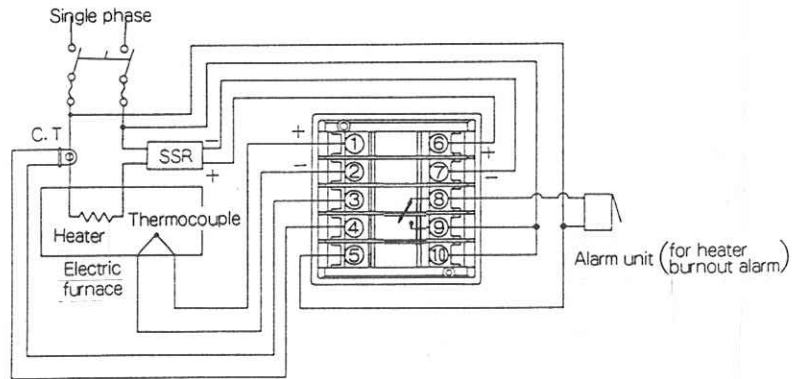 Single phase
C. T
SSR
−
+
Thermocouple
Heater
Electric
furnace
+
−
1
2
3
4
5
6
7
8
9
10
+
−
Alarm unit (for heater
burnout alarm)